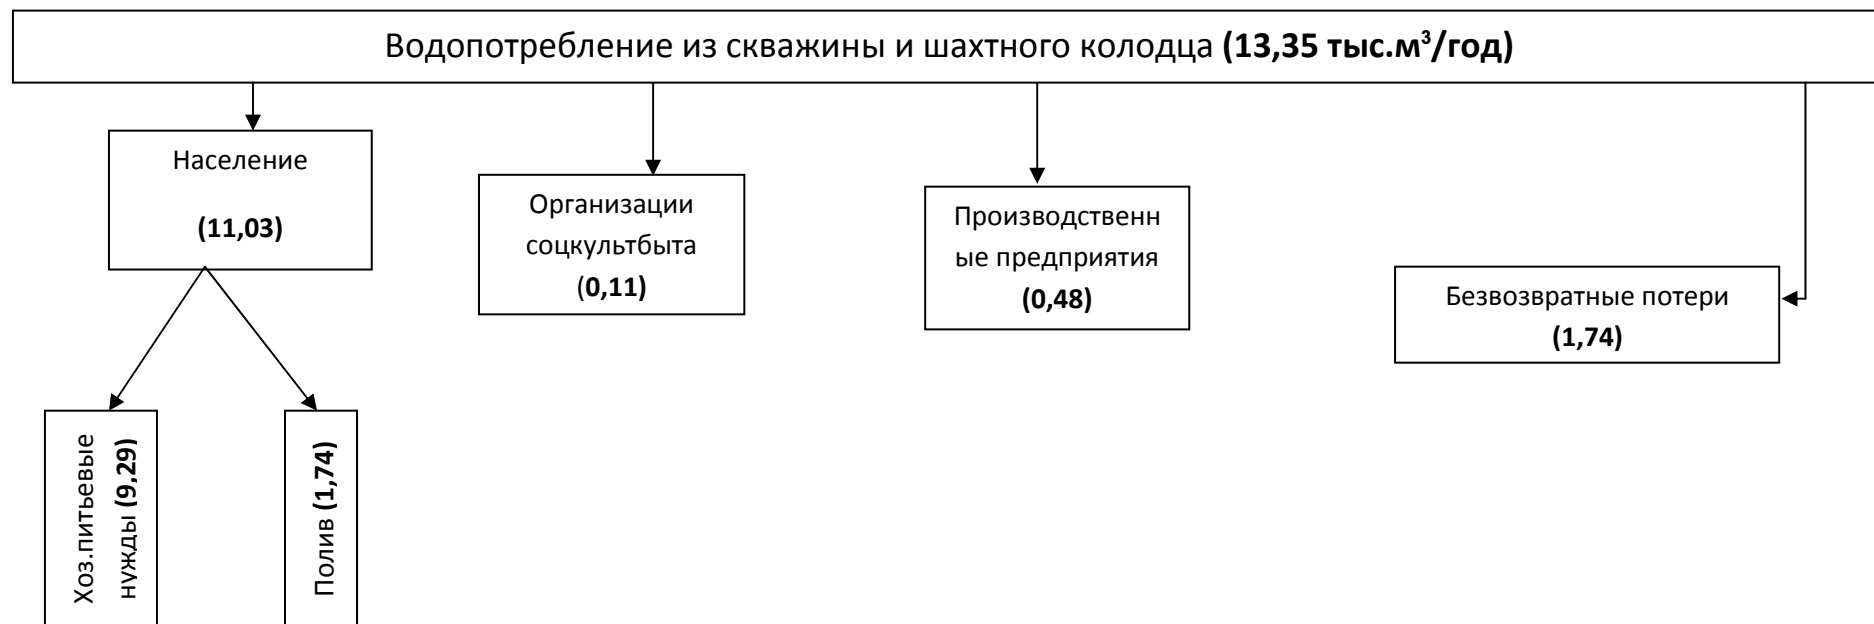 Водопотребление из скважины и шахтного колодца (13,35 тыс.м³/год)
Население
(11,03)
Организации
соцкультбыта
(0,11)
Производственн
ые предприятия
(0,48)
Безвозвратные потери
(1,74)
Хоз.питьевые
нужды (9,29)
Полив (1,74)